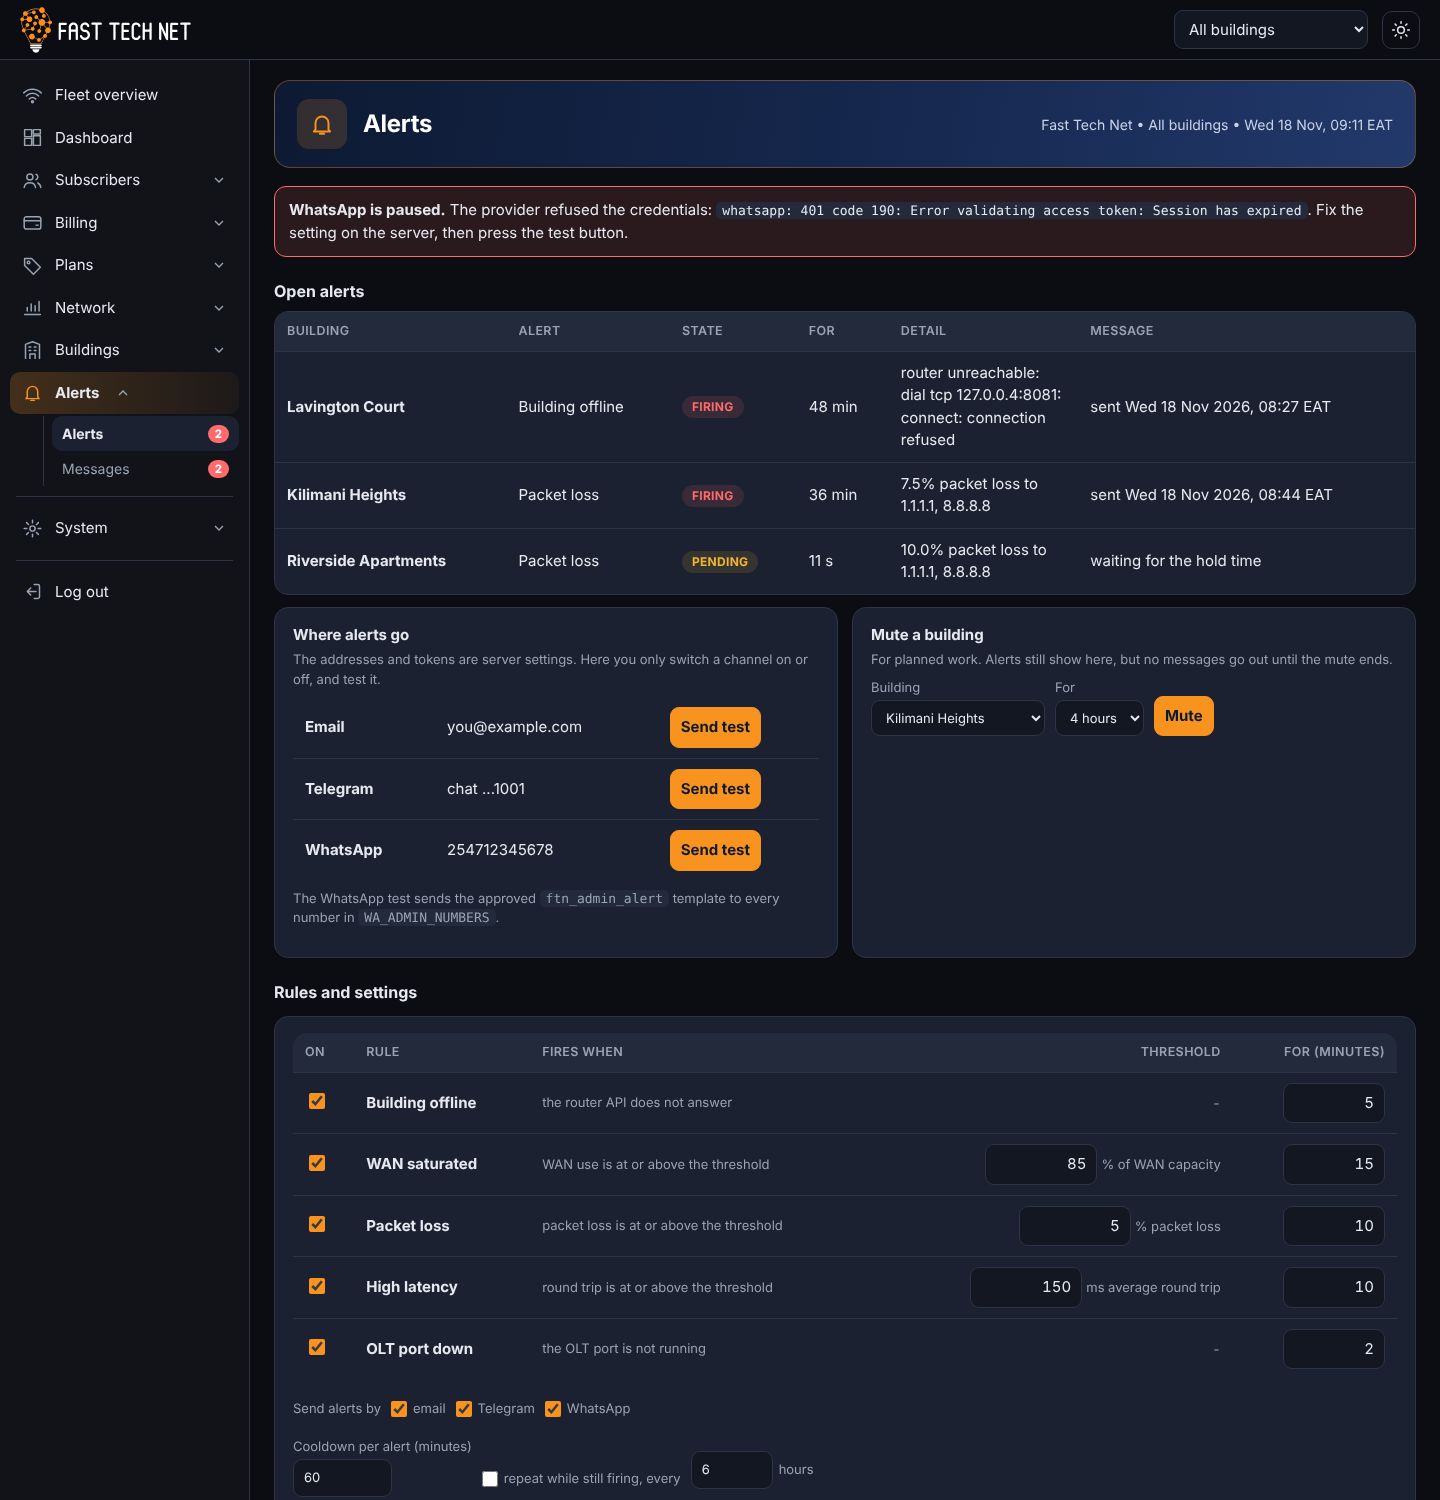 FAST TECH NET
All buildings
Fleet overview
Dashboard
Subscribers
Billing
Plans
Network
Buildings
Alerts
Alerts 2
Messages 2
System
Log out
Alerts
Fast Tech Net • All buildings • Wed 18 Nov, 09:11 EAT
WhatsApp is paused. The provider refused the credentials: whatsapp: 401 code 190: Error validating access token: Session has expired. Fix the
setting on the server, then press the test button.
Open alerts
BUILDING ALERT STATE FOR DETAIL MESSAGE
router unreachable:
dial tcp 127.0.0.4:8081:
Lavington Court Building offline FIRING 48 min sent Wed 18 Nov 2026, 08:27 EAT
connect: connection
refused
Kilimani Heights Packet loss FIRING 36 min 7.5% packet loss to sent Wed 18 Nov 2026, 08:44 EAT
1.1.1.1, 8.8.8.8
Riverside Apartments Packet loss PENDING 11 s 10.0% packet loss to waiting for the hold time
1.1.1.1, 8.8.8.8
Where alerts go
The addresses and tokens are server settings. Here you only switch a channel on or
off, and test it.
Email you@example.com Send test
Telegram chat ...1001 Send test
WhatsApp 254712345678 Send test
The WhatsApp test sends the approved ftn_admin_alert template to every
number in WA_ADMIN_NUMBERS.
Mute a building
For planned work. Alerts still show here, but no messages go out until the mute ends.
Building For
Kilimani Heights 4 hours Mute
Rules and settings
ON RULE FIRES WHEN THRESHOLD FOR (MINUTES)
Building offline the router API does not answer - 5
WAN saturated WAN use is at or above the threshold 85 % of WAN capacity 15
Packet loss packet loss is at or above the threshold 5 % packet loss 10
High latency round trip is at or above the threshold 150 ms average round trip 10
OLT port down the OLT port is not running - 2
Send alerts by email Telegram WhatsApp
Cooldown per alert (minutes)
60 repeat while still firing, every 6 hours